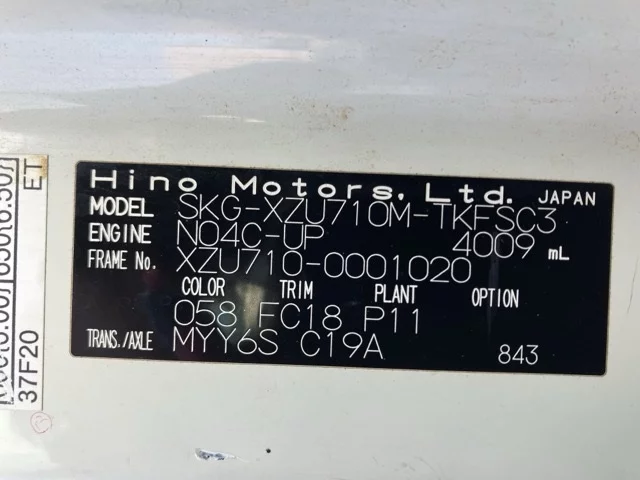 Hino Motors, Ltd. JAPAN
MODEL SKG-XZU710M-TKFSC3
ENGINE N04C-UP 4009 mL
FRAME No. XZU710-0001020
COLOR TRIM PLANT OPTION
058 FC18 P11
TRANS./AXLE MYY6S C19A 843
ET
37F20